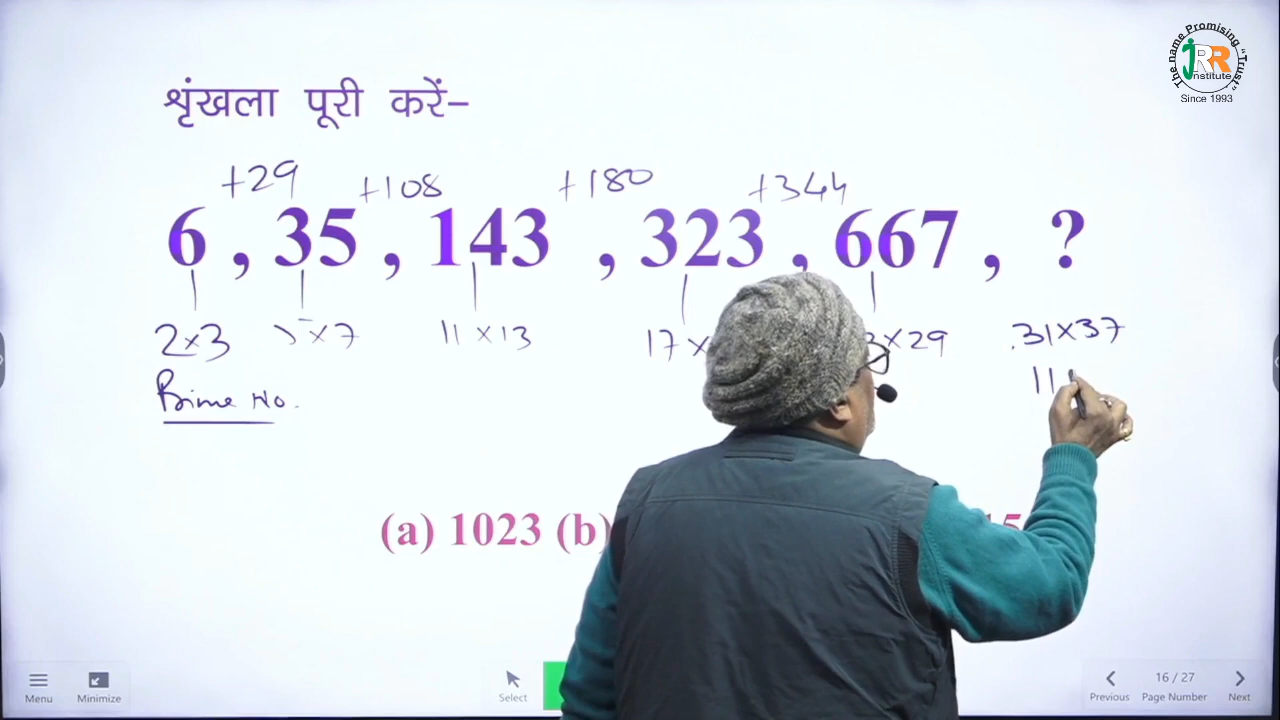 The name Promising "Trust"
JRR
institute
Since 1993
श्रृंखला पूरी करें–
+29 +108 +180 +344
6 , 35 , 143 , 323 , 667 , ?
2×3 ×7 11×13 17× ×29 31×37
11
Prime No.
(a) 1023 (b)
Menu
Minimize
Select
Previous
16 / 27
Page Number
Next